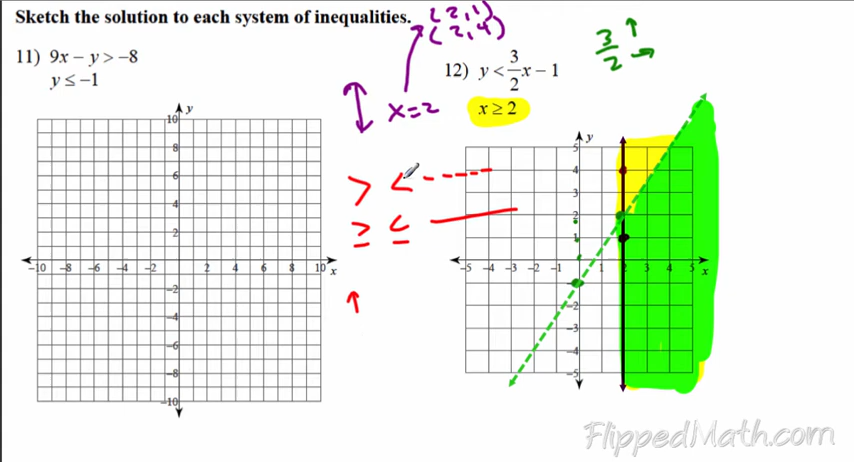 Sketch the solution to each system of inequalities.
(2,1)
(2,4)
11) 9x − y > −8
y ≤ −1
12) y < 3/2 x − 1
x ≥ 2
3/2
x=2
> <
≥ ≤
y
10
8
6
4
2
−10 −8 −6 −4 −2 2 4 6 8 10 x
−2
−4
−6
−8
−10
y
5
4
3
2
1
−5 −4 −3 −2 −1 1 2 3 4 5 x
−2
−3
−4
−5
FlippedMath.com